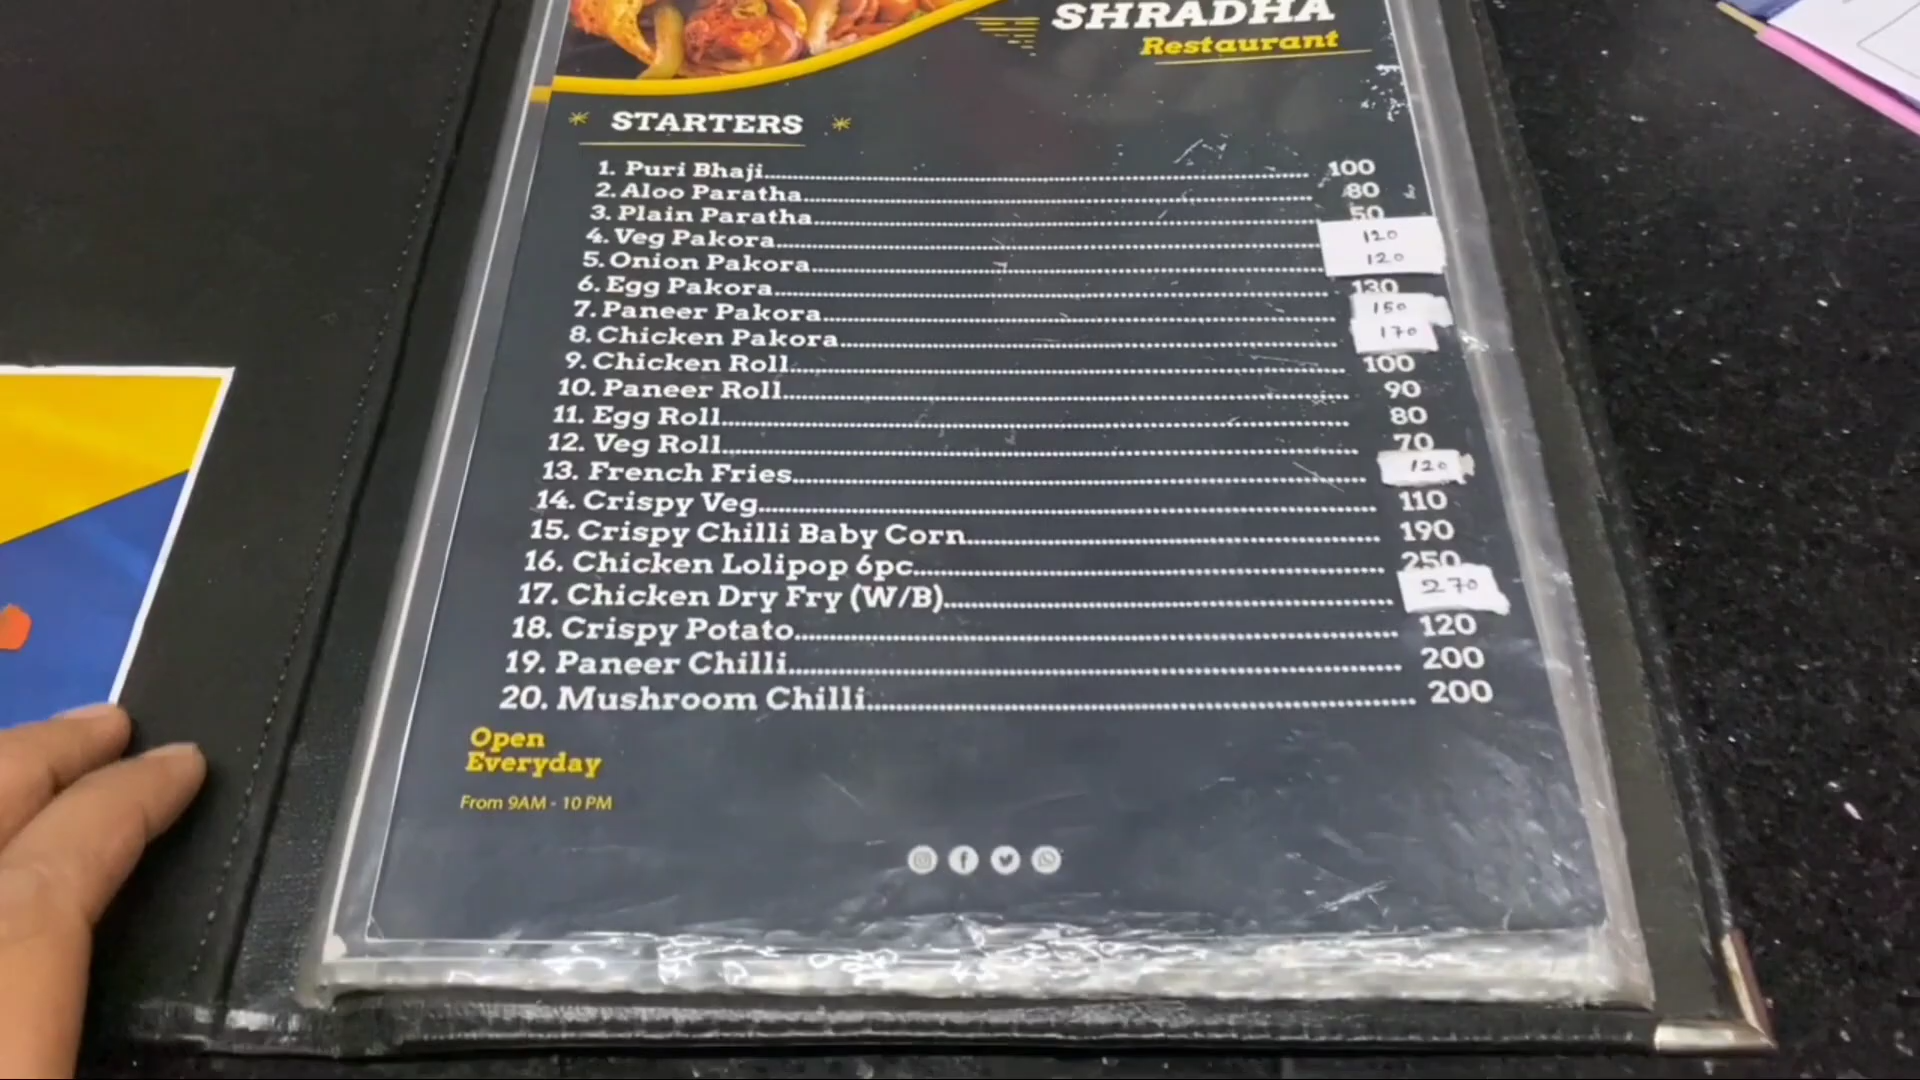 SHRADHA
Restaurant
STARTERS
1. Puri Bhaji 100
2. Aloo Paratha 80
3. Plain Paratha 50
4. Veg Pakora 120
5. Onion Pakora 120
6. Egg Pakora 130
7. Paneer Pakora 150
8. Chicken Pakora 170
9. Chicken Roll 100
10. Paneer Roll 90
11. Egg Roll 80
12. Veg Roll 70
13. French Fries 120
14. Crispy Veg 110
15. Crispy Chilli Baby Corn 190
16. Chicken Lolipop 6pc 250
17. Chicken Dry Fry (W/B) 270
18. Crispy Potato 120
19. Paneer Chilli 200
20. Mushroom Chilli 200
Open
Everyday
From 9AM - 10 PM